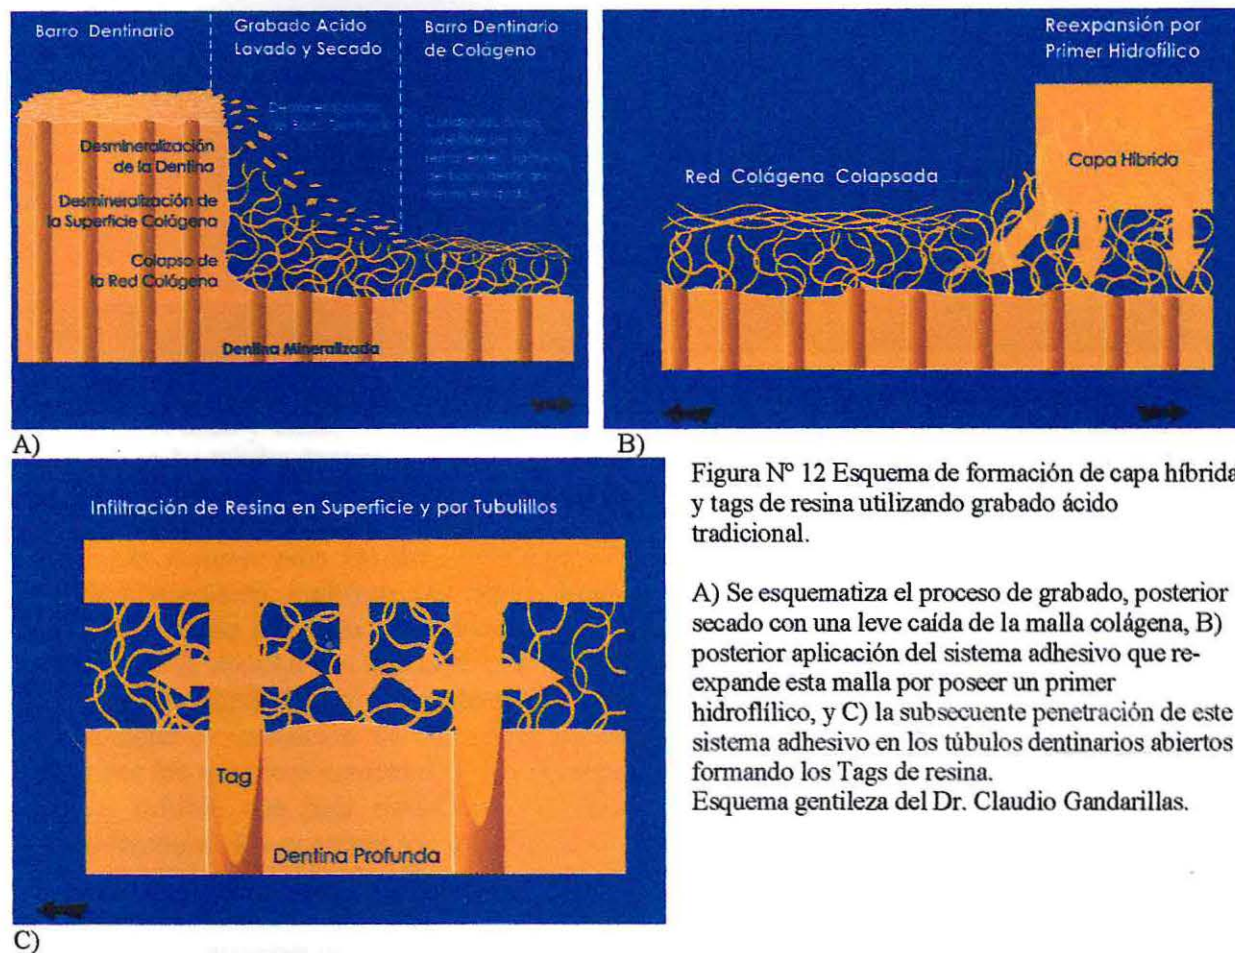 Barro Dentinario
Grabado Acido
Lavado y Secado
Barro Dentinario
de Colágeno
Desmineralización
de la Dentina
Desmineralización de
la Superficie Colágena
Colapso de
la Red Colágena
Dentina Mineralizada
A)
Reexpansión por
Primer Hidrofílico
Capa Híbrida
Red Colágena Colapsada
B)
Infiltración de Resina en Superficie y por Tubulillos
Tag
Dentina Profunda
C)
Figura Nº 12 Esquema de formación de capa híbrida
y tags de resina utilizando grabado ácido
tradicional.
A) Se esquematiza el proceso de grabado, posterior
secado con una leve caída de la malla colágena, B)
posterior aplicación del sistema adhesivo que re-
expande esta malla por poseer un primer
hidroflílico, y C) la subsecuente penetración de este
sistema adhesivo en los túbulos dentinarios abiertos
formando los Tags de resina.
Esquema gentileza del Dr. Claudio Gandarillas.